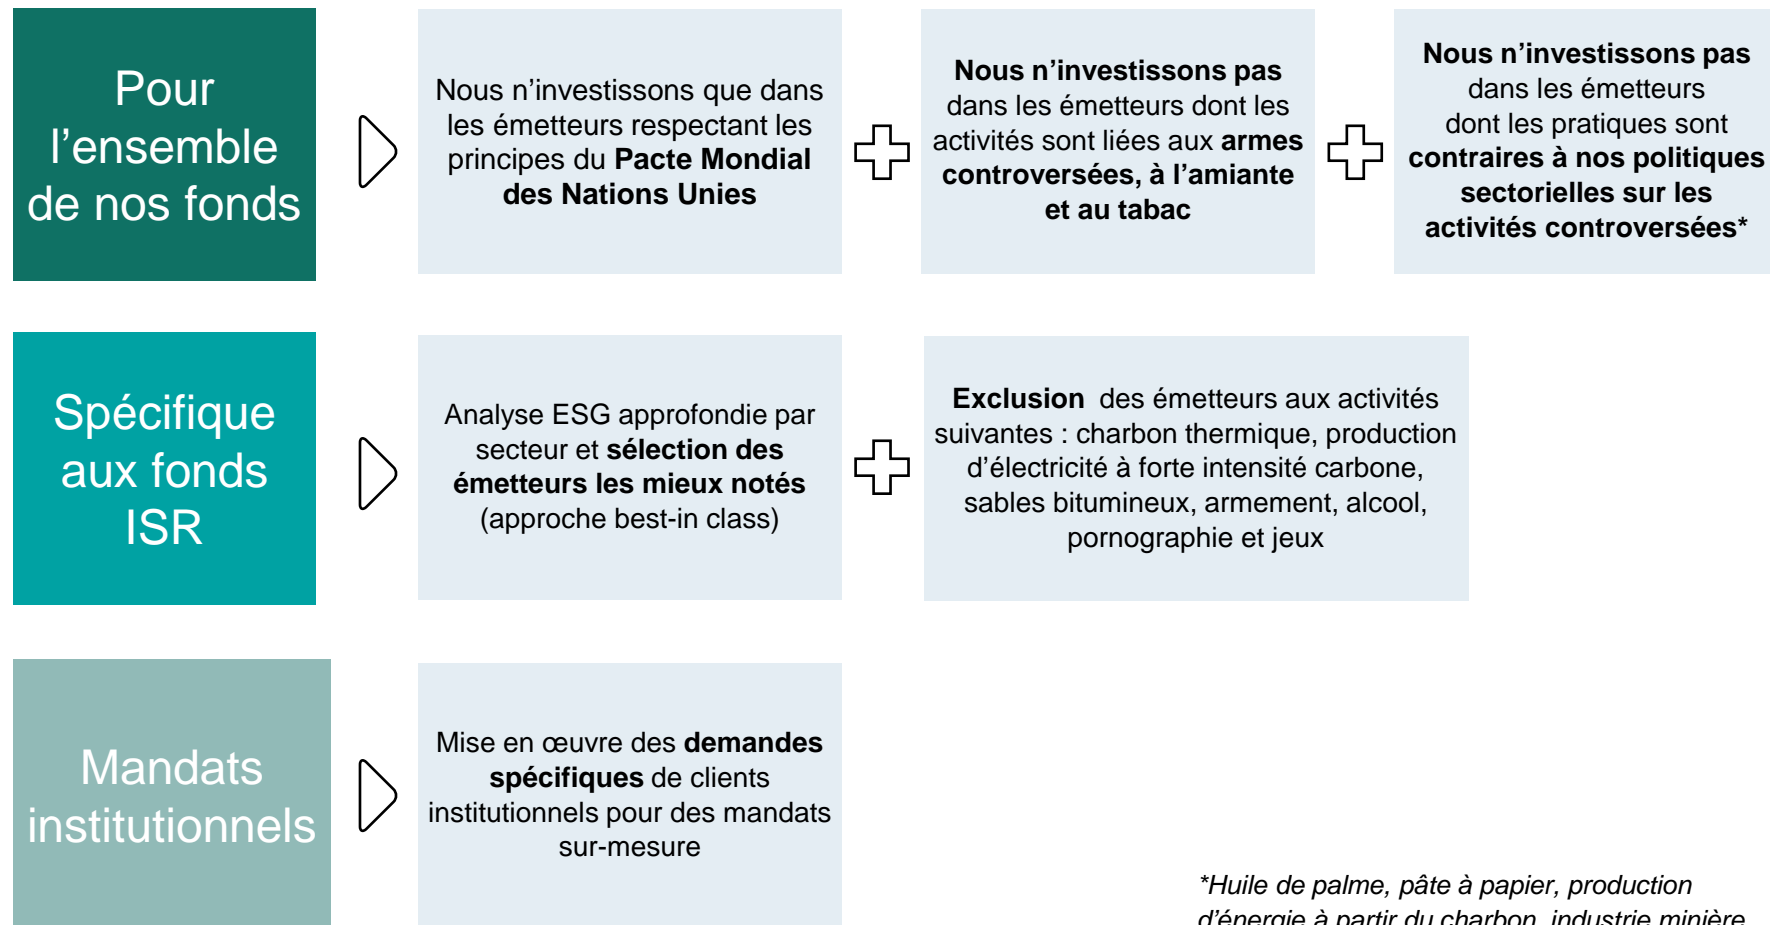 Pour
l’ensemble
de nos fonds
Nous n’investissons que dans
les émetteurs respectant les
principes du Pacte Mondial
des Nations Unies
Nous n’investissons pas
dans les émetteurs dont les
activités sont liées aux armes
controversées, à l’amiante
et au tabac
Nous n’investissons pas
dans les émetteurs
dont les pratiques sont
contraires à nos politiques
sectorielles sur les
activités controversées*
Spécifique
aux fonds
ISR
Analyse ESG approfondie par
secteur et sélection des
émetteurs les mieux notés
(approche best-in class)
Exclusion  des émetteurs aux activités
suivantes : charbon thermique, production
d’électricité à forte intensité carbone,
sables bitumineux, armement, alcool,
pornographie et jeux
Mandats
institutionnels
Mise en œuvre des demandes
spécifiques de clients
institutionnels pour des mandats
sur-mesure
*Huile de palme, pâte à papier, production
d’énergie à partir du charbon, industrie minière